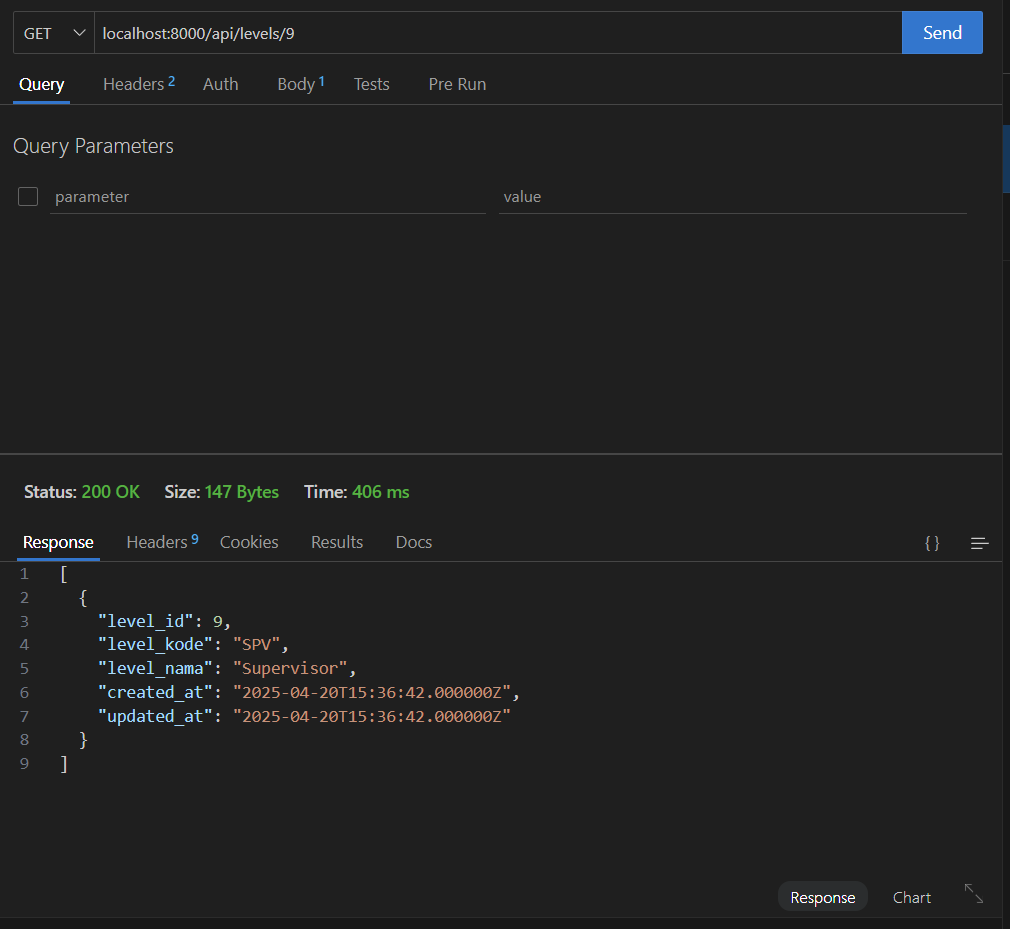 GET localhost:8000/api/levels/9 Send
Query Headers 2 Auth Body 1 Tests Pre Run
Query Parameters
parameter value
Status: 200 OK Size: 147 Bytes Time: 406 ms
Response Headers 9 Cookies Results Docs { }
1 [
2 {
3 "level_id": 9,
4 "level_kode": "SPV",
5 "level_nama": "Supervisor",
6 "created_at": "2025-04-20T15:36:42.000000Z",
7 "updated_at": "2025-04-20T15:36:42.000000Z"
8 }
9 ]
Response Chart